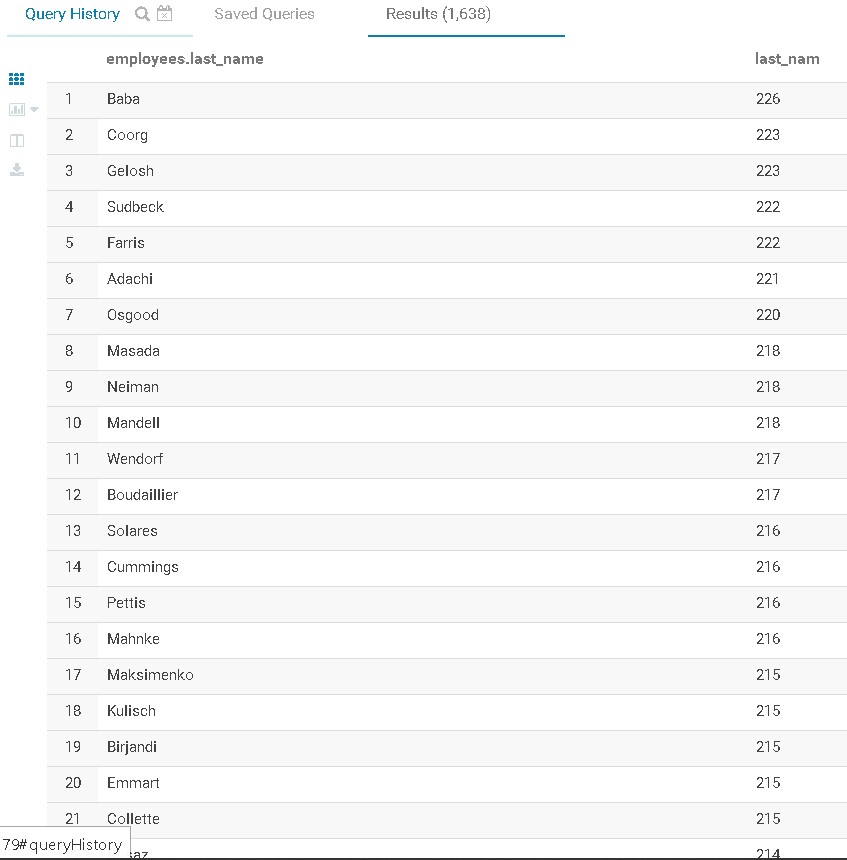 Query History Saved Queries Results (1,638)
employees.last_name last_nam
1 Baba 226
2 Coorg 223
3 Gelosh 223
4 Sudbeck 222
5 Farris 222
6 Adachi 221
7 Osgood 220
8 Masada 218
9 Neiman 218
10 Mandell 218
11 Wendorf 217
12 Boudaillier 217
13 Solares 216
14 Cummings 216
15 Pettis 216
16 Mahnke 216
17 Maksimenko 215
18 Kulisch 215
19 Birjandi 215
20 Emmart 215
21 Collette 215
79#queryHistory
214